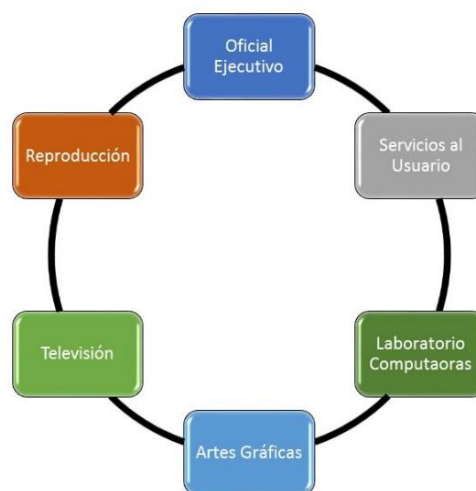 Oficial
Ejecutivo
Servicios al
Usuario
Laboratorio
Computaoras
Artes Gráficas
Televisión
Reproducción